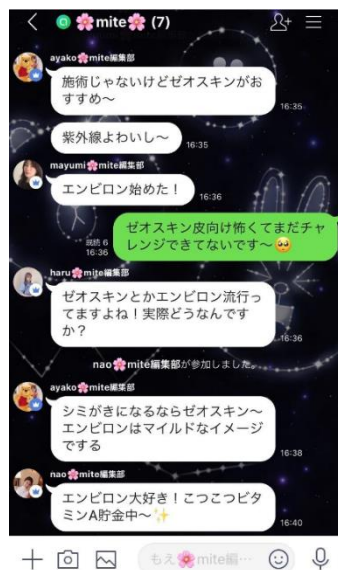 🌸mite🌸 (7)
ayako🌸mite編集部
施術じゃないけどゼオスキンがお
すすめ〜
16:35
紫外線よわいし〜
16:35
mayumi🌸mite編集部
エンビロン始めた！
16:36
ゼオスキン皮向け怖くてまだチャ
レンジできてないです〜🥺
既読 6
16:36
haru🌸mite編集部
ゼオスキンとかエンビロン流行っ
てますよね！実際どうなんです
か？
16:36
nao🌸mite編集部が参加しました。
ayako🌸mite編集部
シミがきになるならゼオスキン〜
エンビロンはマイルドなイメージ
でする
16:38
nao🌸mite編集部
エンビロン大好き！こつこつビタ
ミンA貯金中〜✨
16:40
もえ🌸mite編…